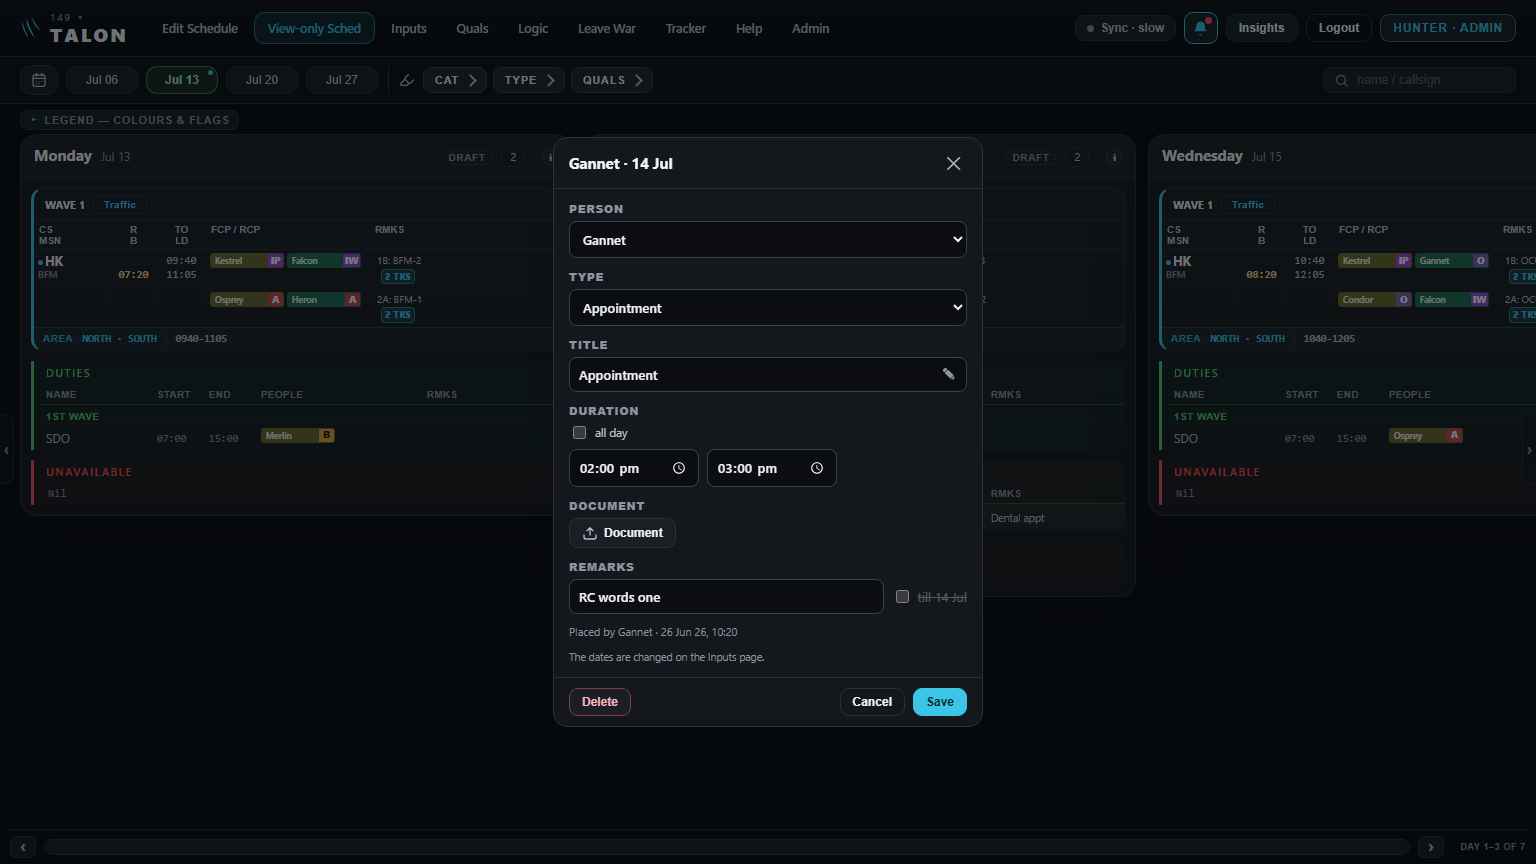 149
TALON
Edit Schedule
View-only Sched
Inputs
Quals
Logic
Leave War
Tracker
Help
Admin
Sync · slow
Insights
Logout
HUNTER · ADMIN
Jul 06
Jul 13
Jul 20
Jul 27
CAT
TYPE
QUALS
name / callsign
LEGEND — COLOURS & FLAGS
Monday Jul 13
DRAFT 2 i
WAVE 1 Traffic
CS R TO FCP / RCP RMKS
MSN B LD
HK 09:40 Kestrel IP Falcon IW 1B: BFM-2
BFM 07:20 11:05 2 TKS
Osprey A Heron A 2A: BFM-1
2 TKS
AREA NORTH · SOUTH 0940-1105
DUTIES
NAME START END PEOPLE RMKS
1ST WAVE
SDO 07:00 15:00 Merlin B
UNAVAILABLE
Nil
DRAFT 2 i
RMKS
RMKS
Dental appt
Gannet · 14 Jul
PERSON
Gannet
TYPE
Appointment
TITLE
Appointment
DURATION
all day
02:00 pm 03:00 pm
DOCUMENT
Document
REMARKS
RC words one till 14 Jul
Placed by Gannet · 26 Jun 26, 10:20
The dates are changed on the Inputs page.
Delete Cancel Save
Wednesday Jul 15
WAVE 1 Traffic
CS R TO FCP / RCP RMKS
MSN B LD
HK 10:40 Kestrel IP Gannet O 1B: OC
BFM 08:20 12:05 2 TKS
Condor O Falcon IW 2A: OC
2 TKS
AREA NORTH · SOUTH 1040-1205
DUTIES
NAME START END PEOPLE
1ST WAVE
SDO 07:00 15:00 Osprey A
UNAVAILABLE
Nil
DAY 1–3 OF 7